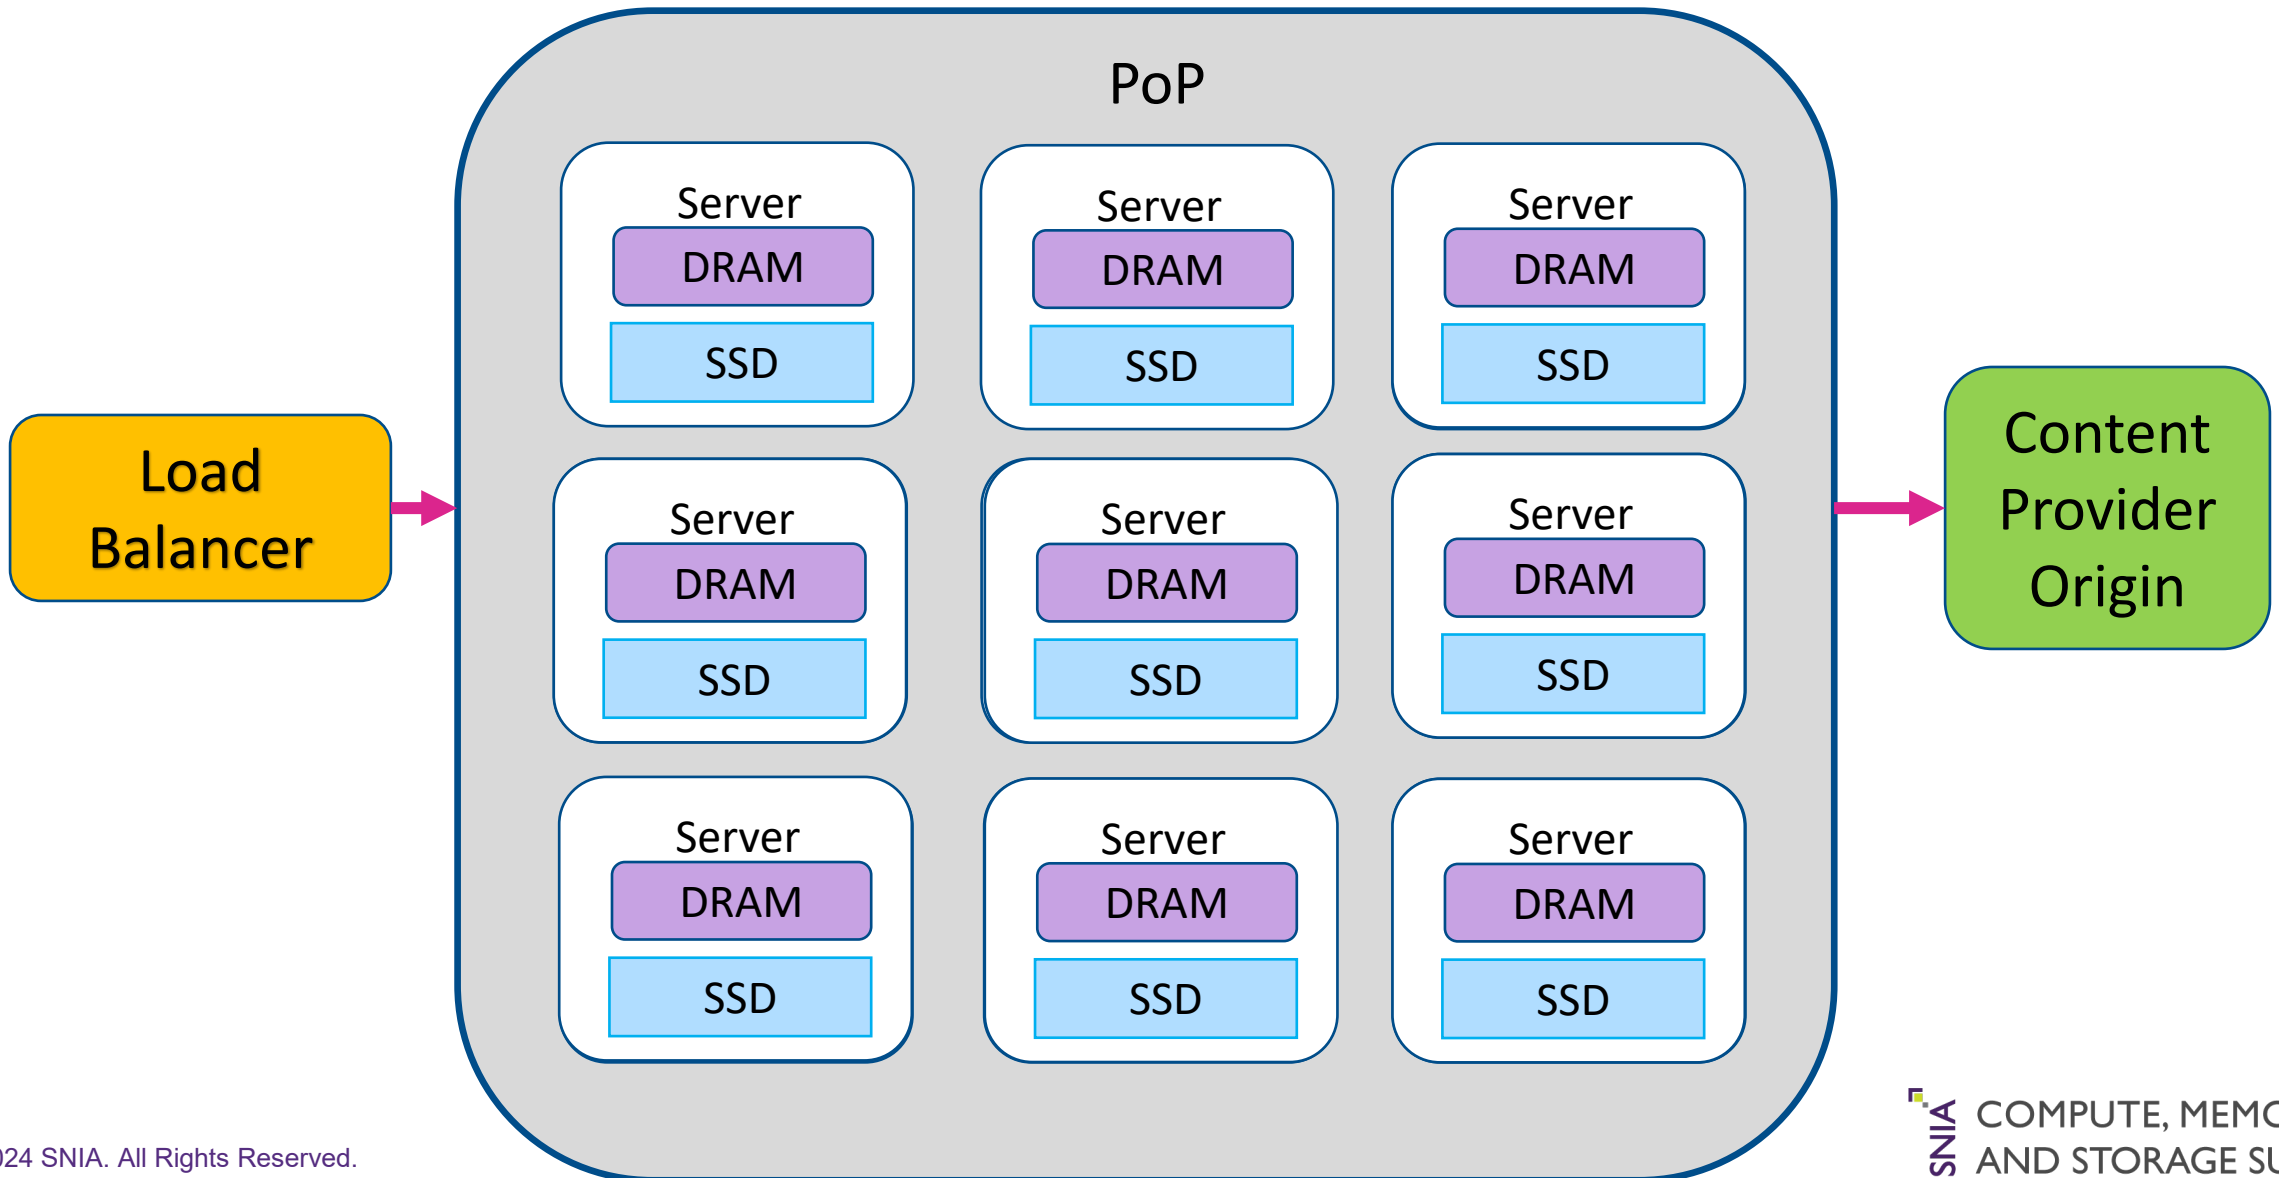 PoP
Server
DRAM
SSD
Server
DRAM
SSD
Server
DRAM
SSD
Load
Balancer
Server
DRAM
SSD
Server
DRAM
SSD
Server
DRAM
SSD
Content
Provider
Origin
Server
DRAM
SSD
Server
DRAM
SSD
Server
DRAM
SSD
24 SNIA. All Rights Reserved.
SNIA
COMPUTE,
AND STORAGE